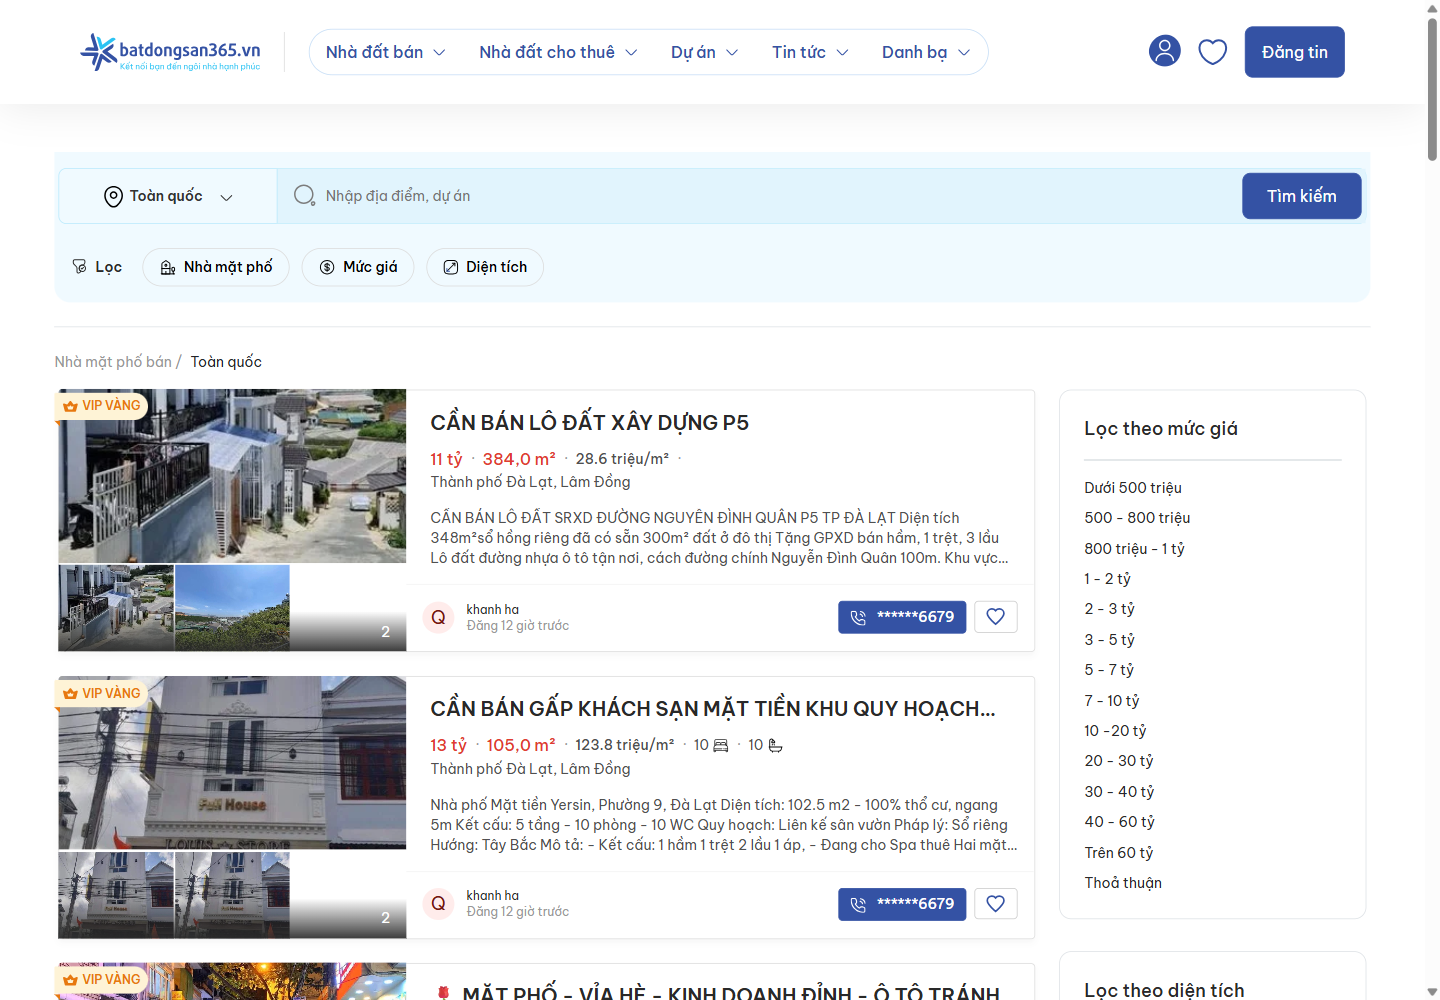 batdongsan365.vn
Kết nối bạn đến ngôi nhà hạnh phúc
Nhà đất bán
Nhà đất cho thuê
Dự án
Tin tức
Danh bạ
Đăng tin
Toàn quốc
Nhập địa điểm, dự án
Tìm kiếm
Lọc
Nhà mặt phố
Mức giá
Diện tích
Nhà mặt phố bán / Toàn quốc
VIP VÀNG
CẦN BÁN LÔ ĐẤT XÂY DỰNG P5
11 tỷ · 384,0 m² · 28.6 triệu/m² ·
Thành phố Đà Lạt, Lâm Đồng
CẦN BÁN LÔ ĐẤT SRXD ĐƯỜNG NGUYỄN ĐÌNH QUÂN P5 TP ĐÀ LẠT Diện tích
348m²sổ hồng riêng đã có sẵn 300m² đất ở đô thị Tặng GPXD bán hầm, 1 trệt, 3 lầu
Lô đất đường nhựa ô tô tận nơi, cách đường chính Nguyễn Đình Quân 100m. Khu vực...
2
Q
khanh ha
Đăng 12 giờ trước
******6679
VIP VÀNG
CẦN BÁN GẤP KHÁCH SẠN MẶT TIỀN KHU QUY HOẠCH...
13 tỷ · 105,0 m² · 123.8 triệu/m² · 10 · 10
Thành phố Đà Lạt, Lâm Đồng
Nhà phố Mặt tiền Yersin, Phường 9, Đà Lạt Diện tích: 102.5 m2 - 100% thổ cư, ngang
5m Kết cấu: 5 tầng - 10 phòng - 10 WC Quy hoạch: Liên kế sân vườn Pháp lý: Sổ riêng
Hướng: Tây Bắc Mô tả: - Kết cấu: 1 hầm 1 trệt 2 lầu 1 áp, - Đang cho Spa thuê Hai mặt...
Full House
2
Q
khanh ha
Đăng 12 giờ trước
******6679
VIP VÀNG
MẶT PHỐ - VỈA HÈ - KINH DOANH ĐỈNH - Ô TÔ TRÁNH
Lọc theo mức giá
Dưới 500 triệu
500 - 800 triệu
800 triệu - 1 tỷ
1 - 2 tỷ
2 - 3 tỷ
3 - 5 tỷ
5 - 7 tỷ
7 - 10 tỷ
10 -20 tỷ
20 - 30 tỷ
30 - 40 tỷ
40 - 60 tỷ
Trên 60 tỷ
Thoả thuận
Lọc theo diện tích